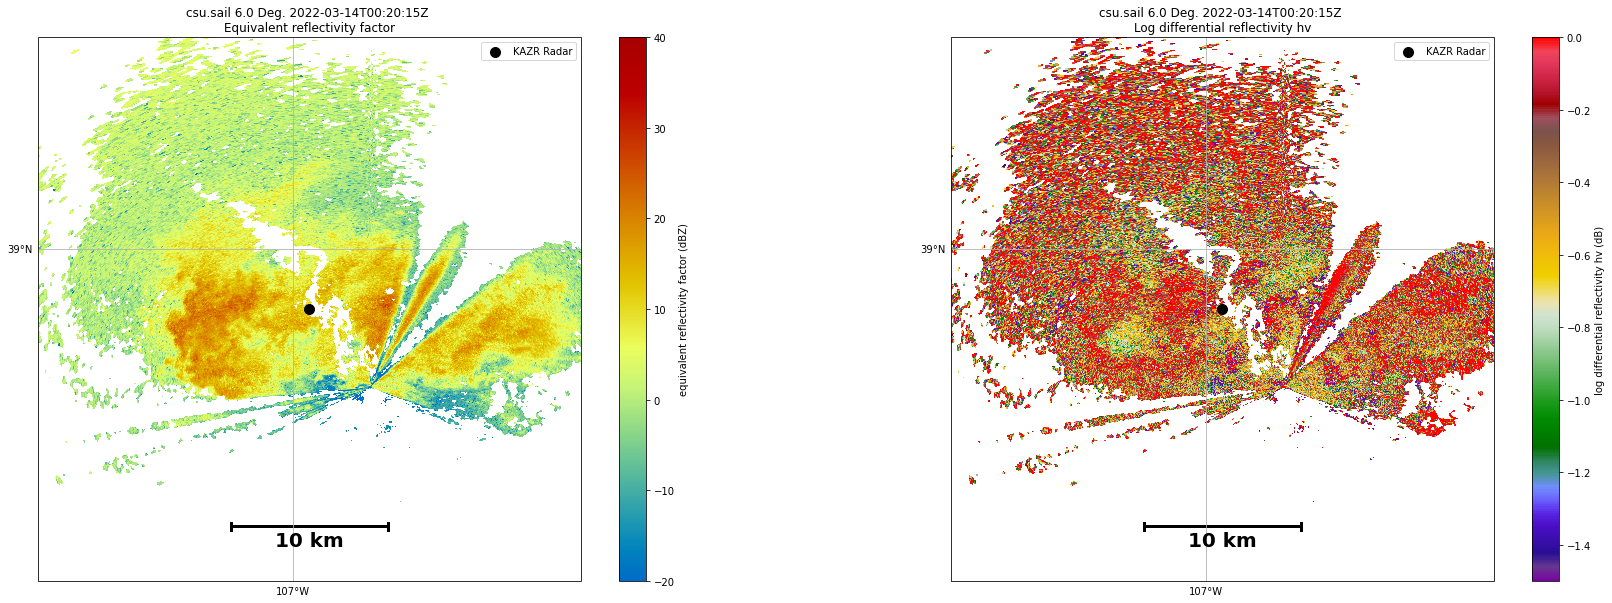 csu.sail 6.0 Deg. 2022-03-14T00:20:15Z
Equivalent reflectivity factor
KAZR Radar
39°N
107°W
10 km
40
30
20
10
0
−10
−20
equivalent reflectivity factor (dBZ)
csu.sail 6.0 Deg. 2022-03-14T00:20:15Z
Log differential reflectivity hv
KAZR Radar
39°N
107°W
10 km
0.0
−0.2
−0.4
−0.6
−0.8
−1.0
−1.2
−1.4
log differential reflectivity hv (dB)